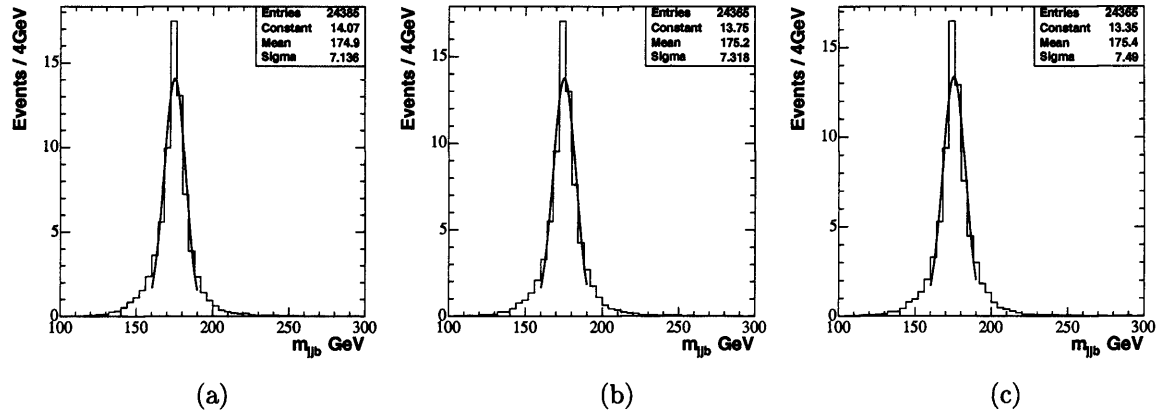 Events / 4GeV
Entries 24365
Constant 14.07
Mean 174.9
Sigma 7.136
15
10
5
0
100 150 200 250 300
m_jjb GeV
(a)
Events / 4GeV
Entries 24365
Constant 13.75
Mean 175.2
Sigma 7.318
15
10
5
0
100 150 200 250 300
m_jjb GeV
(b)
Events / 4GeV
Entries 24365
Constant 13.35
Mean 175.4
Sigma 7.49
15
10
5
0
100 150 200 250 300
m_jjb GeV
(c)